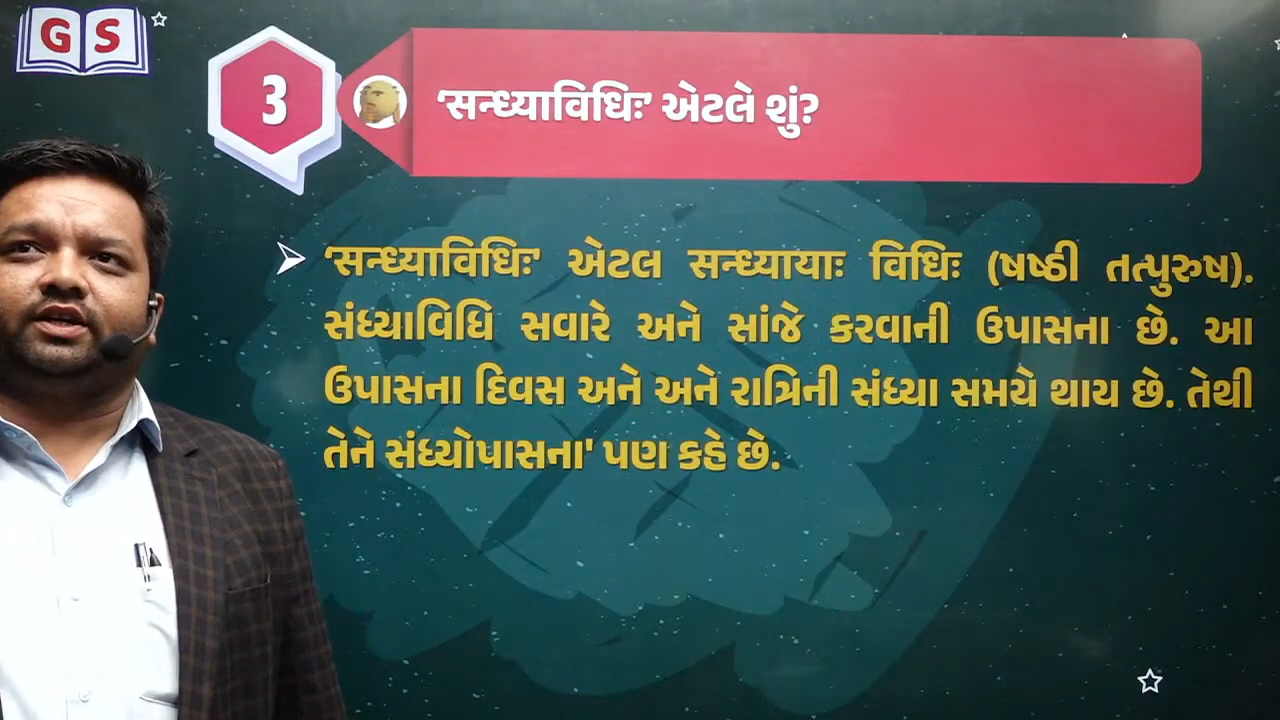 GS
3
‘સન્ધ્યાવિધિઃ’ એટલે શું?
‘સન્ધ્યાવિધિઃ’ એટલ સન્ધ્યાયાઃ વિધિઃ (ષષ્ઠી તત્પુરુષ).
સંધ્યાવિધિ સવારે અને સાંજે કરવાની ઉપાસના છે. આ
ઉપાસના દિવસ અને અને રાત્રિની સંધ્યા સમયે થાય છે. તેથી
તેને સંધ્યોપાસના' પણ કહે છે.